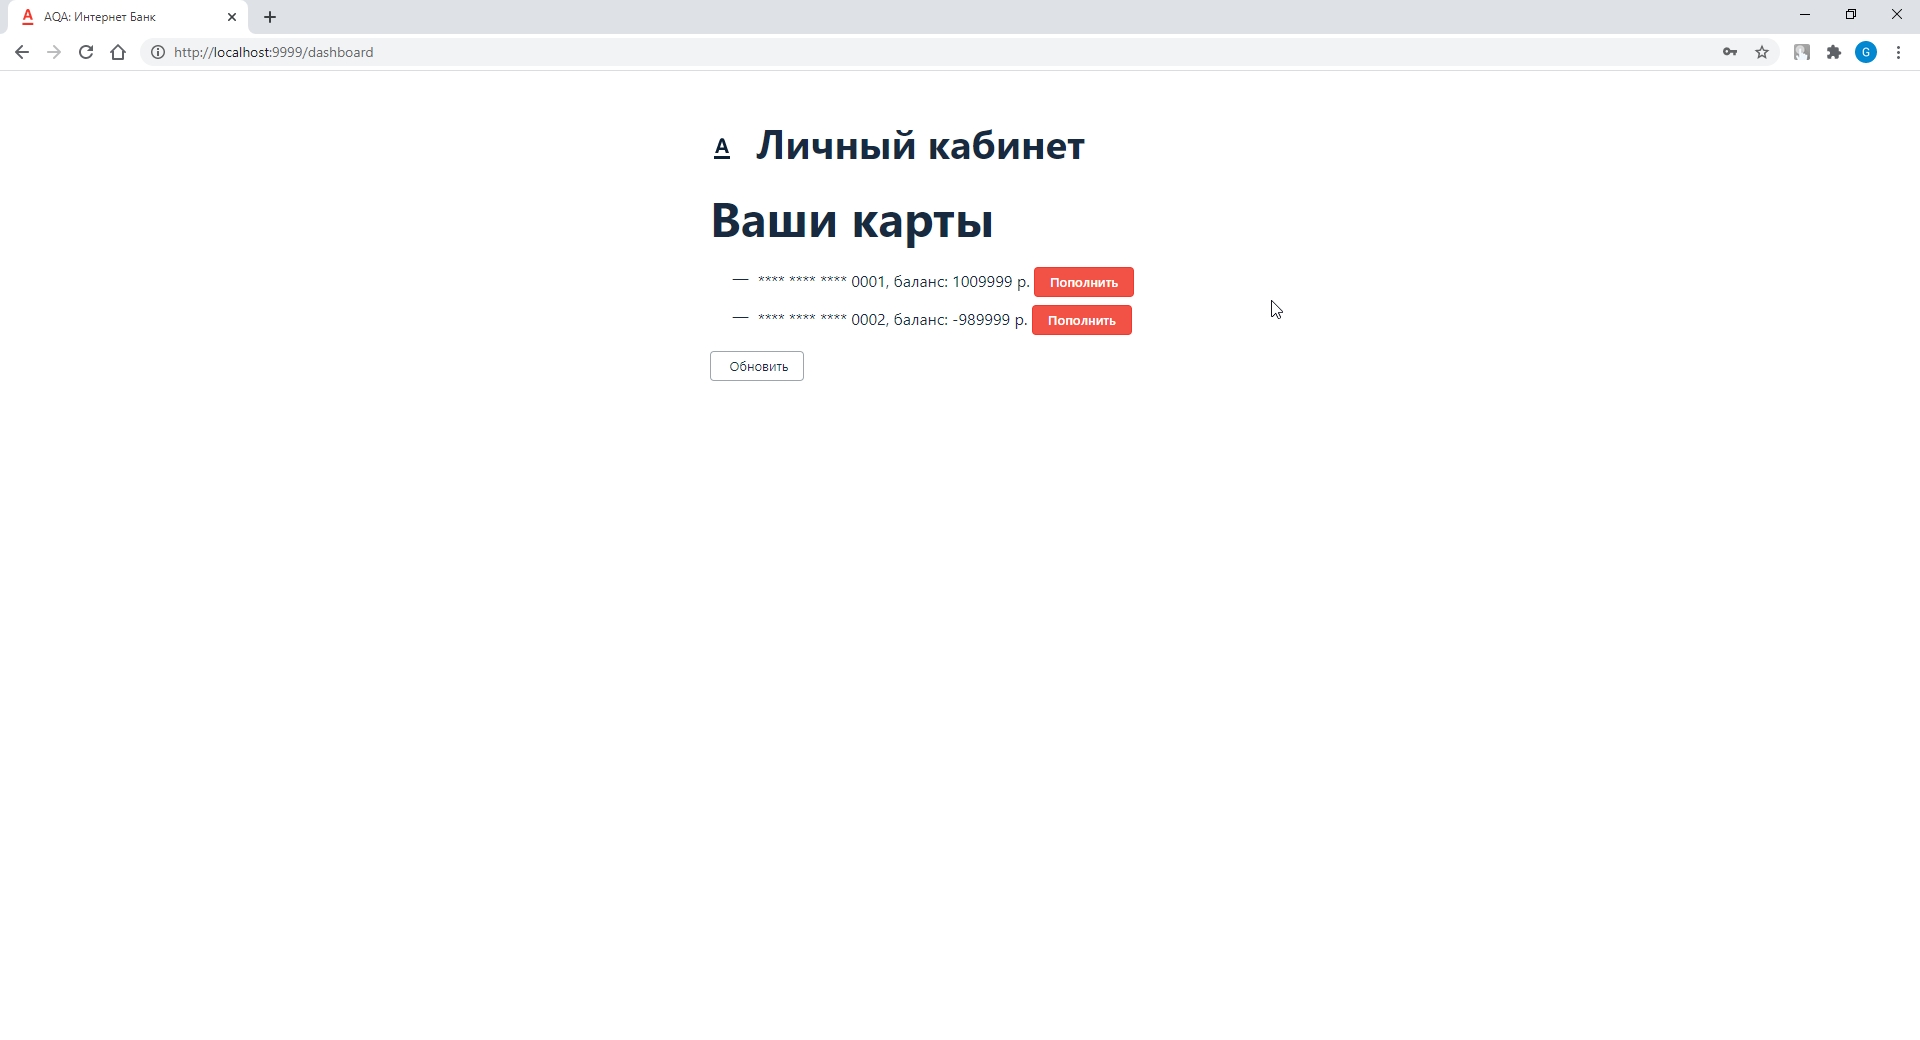 AQA: Интернет Банк
http://localhost:9999/dashboard
G
A Личный кабинет
Ваши карты
— **** **** **** 0001, баланс: 1009999 р. Пополнить
— **** **** **** 0002, баланс: -989999 р. Пополнить
Обновить